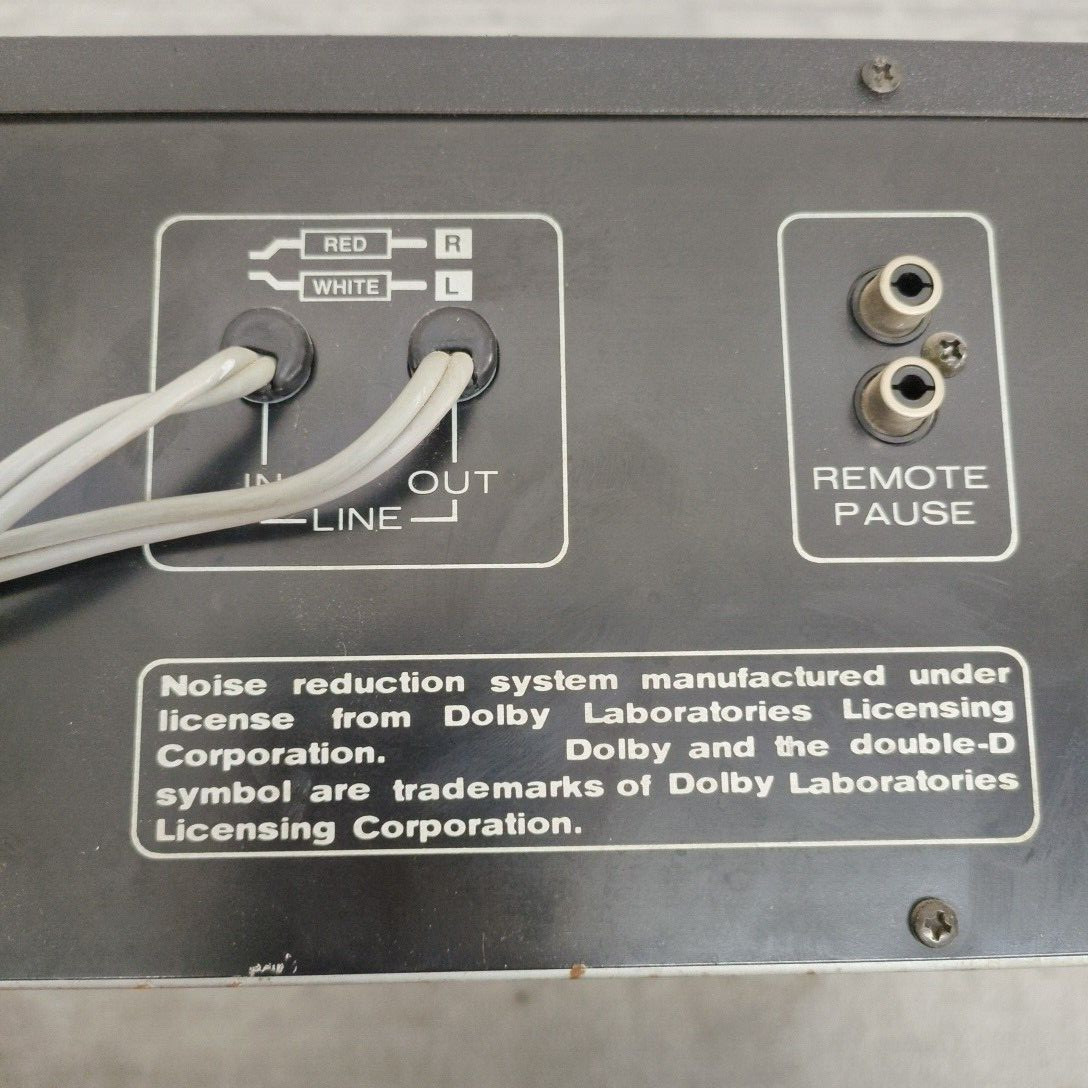 RED R
WHITE L
IN OUT
LINE
REMOTE
PAUSE
Noise reduction system manufactured under
license from Dolby Laboratories Licensing
Corporation. Dolby and the double-D
symbol are trademarks of Dolby Laboratories
Licensing Corporation.